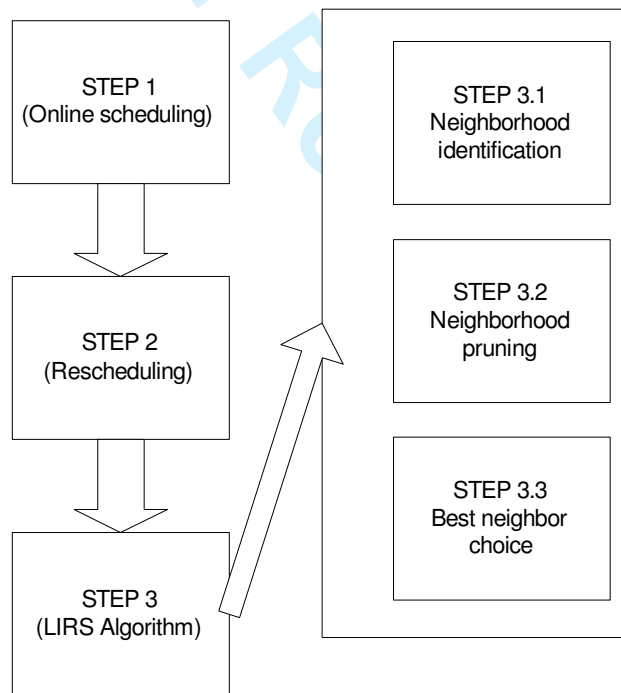 STEP 1
(Online scheduling)
STEP 2
(Rescheduling)
STEP 3
(LIRS Algorithm)
STEP 3.1
Neighborhood
identification
STEP 3.2
Neighborhood
pruning
STEP 3.3
Best neighbor
choice